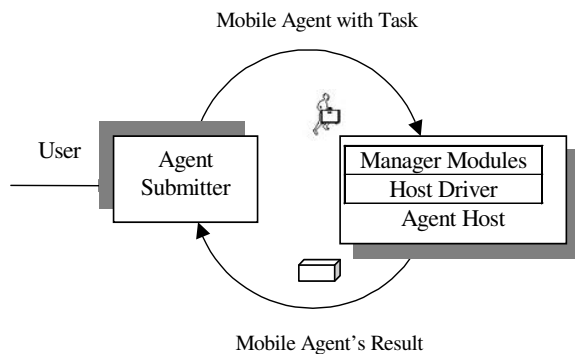 Mobile Agent with Task
User
Agent
Submitter
Manager Modules
Host Driver
Agent Host
Mobile Agent's Result